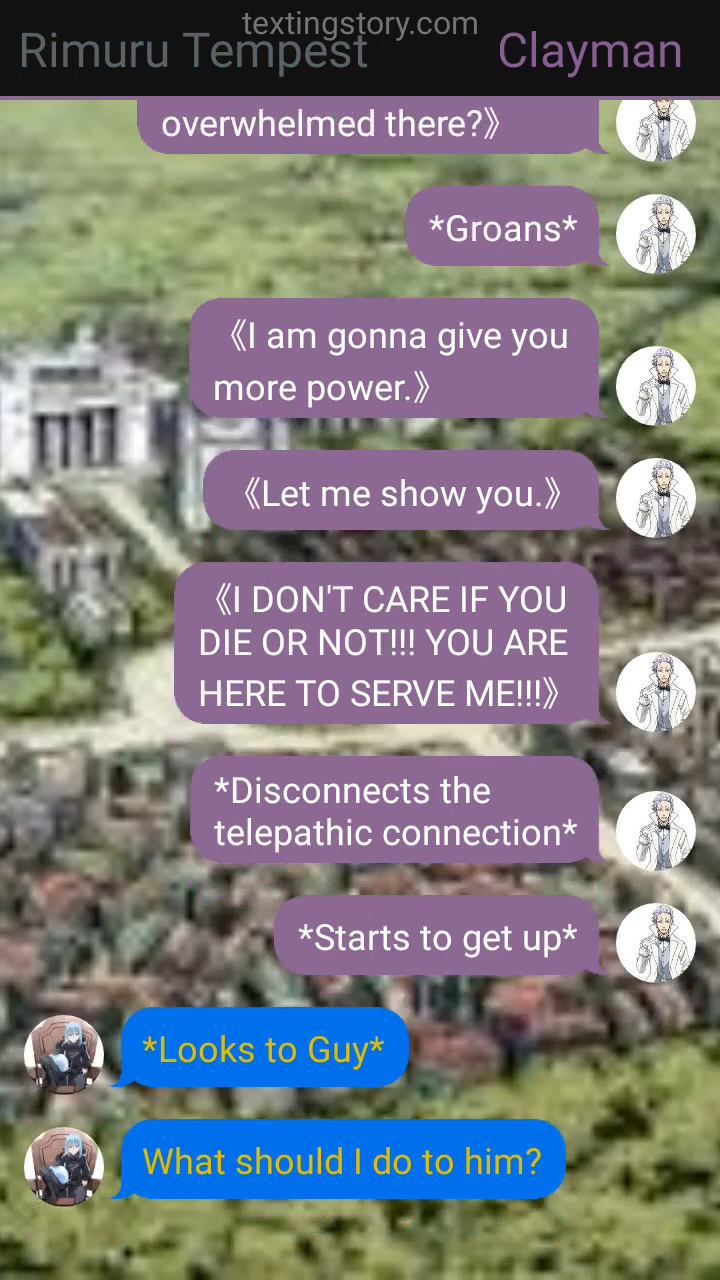 textingstory.com
Rimuru Tempest
Clayman
overwhelmed there?》
*Groans*
《I am gonna give you
more power.》
《Let me show you.》
《I DON'T CARE IF YOU
DIE OR NOT!!! YOU ARE
HERE TO SERVE ME!!!》
*Disconnects the
telepathic connection*
*Starts to get up*
*Looks to Guy*
What should I do to him?